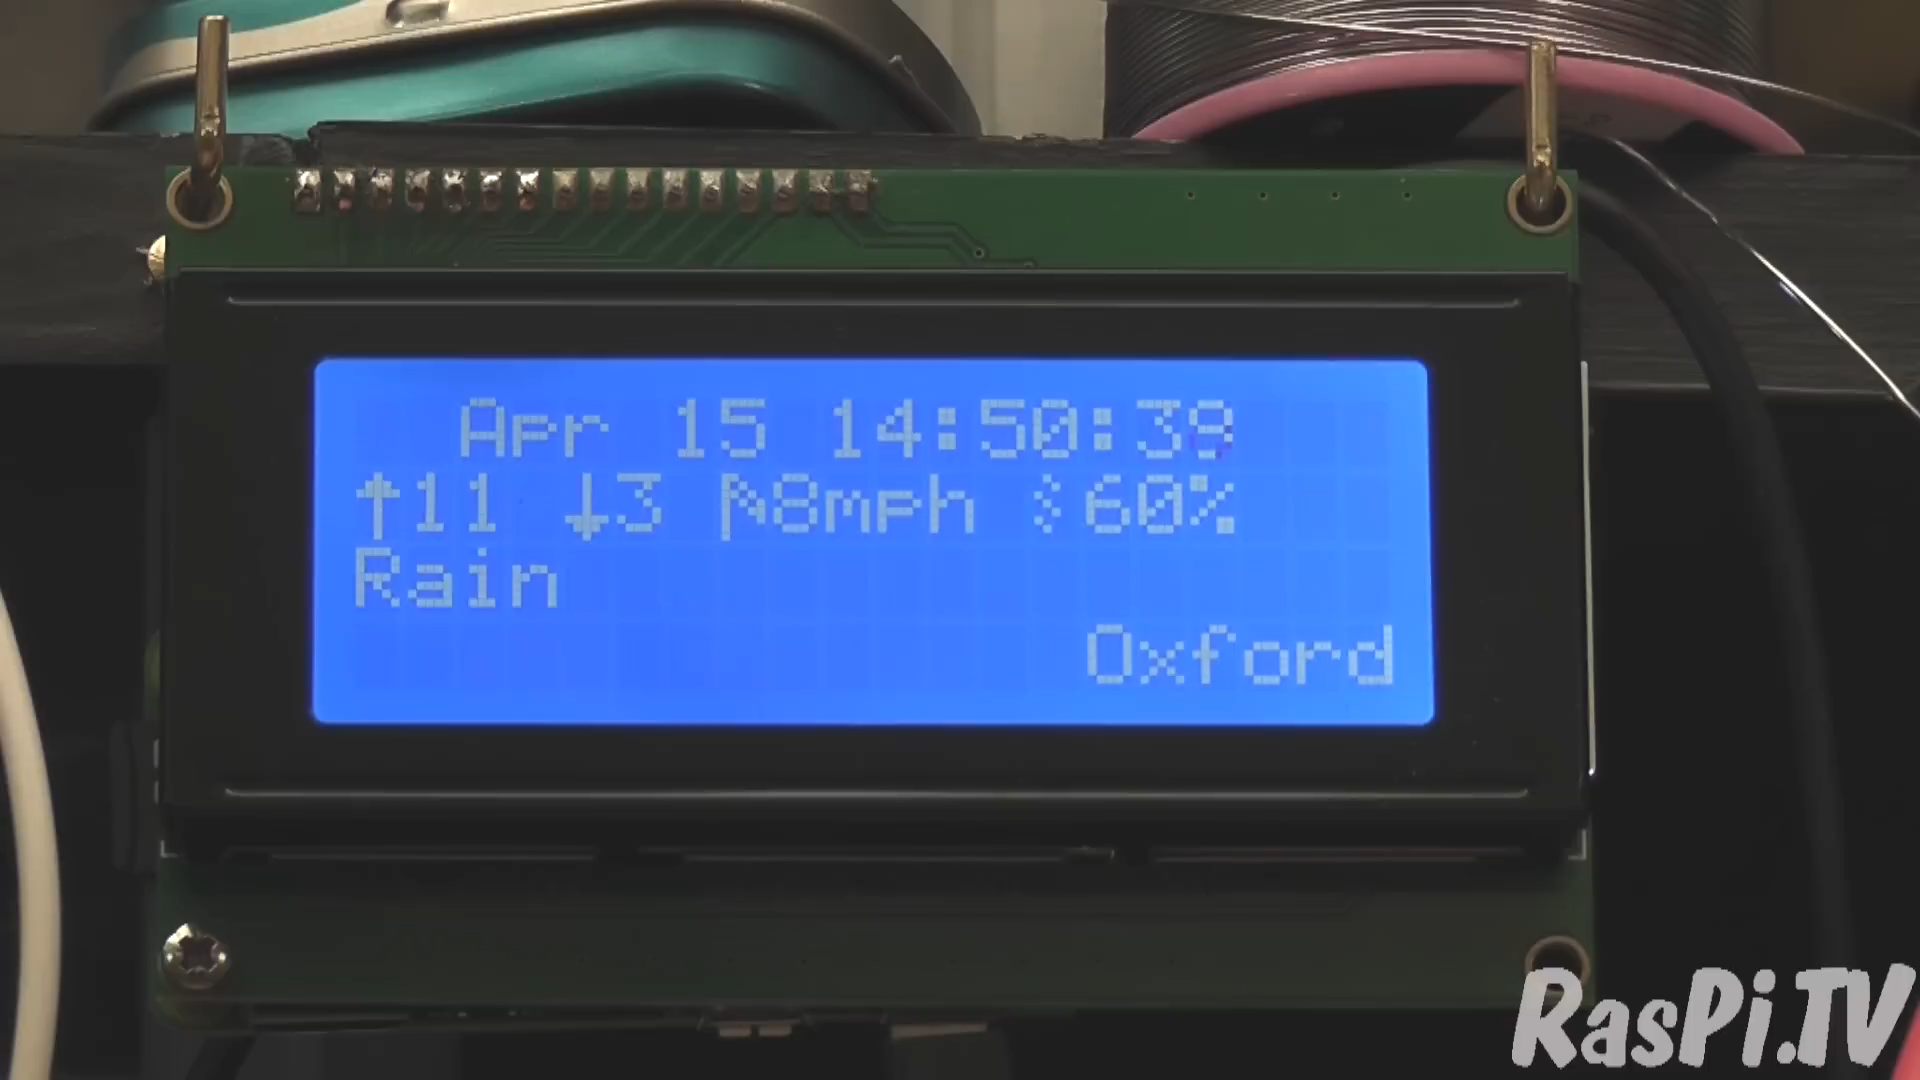 Apr 15 14:50:39
↑11 ↓3 8mph 60%
Rain
Oxford
RasPi.TV